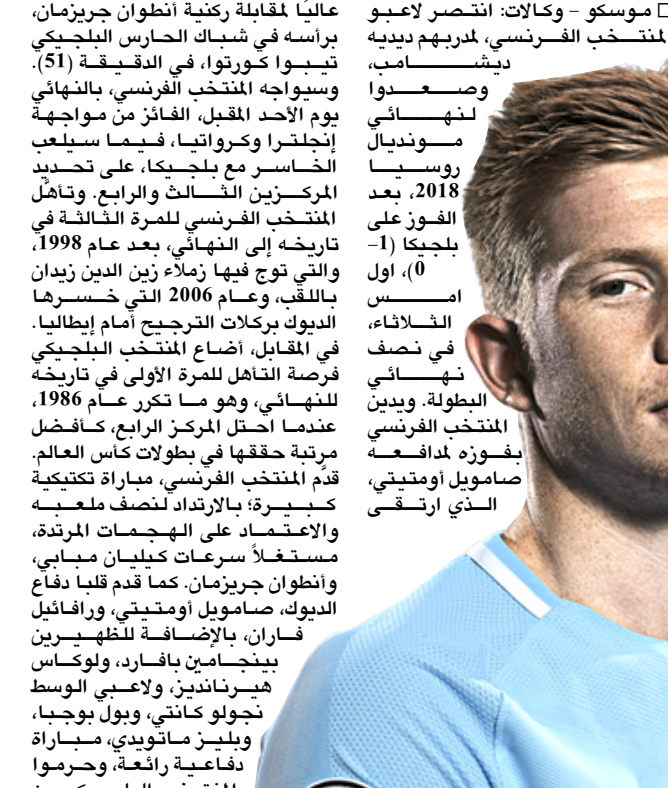 □ موسكو – وكالات: انتصر لاعبو
المنتخب الفرنسي، لمدربهم ديديه
ديشامب،
وصعدوا
لنهائي
مونديال
روسيا
2018، بعد
الفوز على
بلجيكا (1–
0)، اول
امس
الثلاثاء،
في نصف
نهائي
البطولة. ويدين
المنتخب الفرنسي
بفوزه لمدافعه
صامويل أومتيتي،
الذي ارتقى
عاليًا لمقابلة ركنية أنطوان جريزمان،
برأسه في شباك الحارس البلجيكي
تيبوا كورتوا، في الدقيقة (51).
وسيواجه المنتخب الفرنسي، بالنهائي
يوم الأحد المقبل، الفائز من مواجهة
إنجلترا وكرواتيا، فيما سيلعب
الخاسر مع بلجيكا، على تحديد
المركزين الثالث والرابع. وتأهل
المنتخب الفرنسي للمرة الثالثة في
تاريخه إلى النهائي، بعد عام 1998،
والتي توج فيها زملاء زين الدين زيدان
باللقب، وعام 2006 التي خسرها
الديوك بركلات الترجيح أمام إيطاليا.
في المقابل، أضاع المنتخب البلجيكي
فرصة التأهل للمرة الأولى في تاريخه
للنهائي، وهو ما تكرر عام 1986،
عندما احتل المركز الرابع، كأفضل
مرتبة حققها في بطولات كأس العالم.
قدَّم المنتخب الفرنسي، مباراة تكتيكية
كبيرة؛ بالارتداد لنصف ملعبه
والاعتماد على الهجمات المرتدة،
مستغلاً سرعات كيليان مبابي،
وأنطوان جريزمان. كما قدم قلبا دفاع
الديوك، صامويل أومتيتي، ورافائيل
فاران، بالإضافة للظهيرين
بينجامين بافارد، ولوكاس
هيرنانديز، ولاعبي الوسط
نجولو كانتي، وبول بوجبا،
وبليز ماتويدي، مباراة
دفاعية رائعة، وحرموا